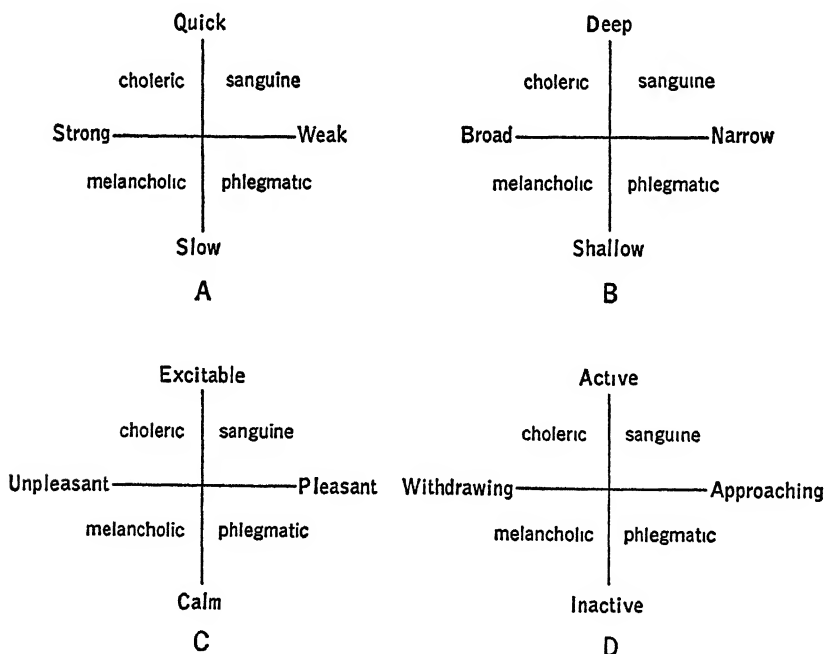 Quick
choleric sanguine
Strong Weak
melancholic phlegmatic
Slow
A
Deep
choleric sanguine
Broad Narrow
melancholic phlegmatic
Shallow
B
Excitable
choleric sanguine
Unpleasant Pleasant
melancholic phlegmatic
Calm
C
Active
choleric sanguine
Withdrawing Approaching
melancholic phlegmatic
Inactive
D